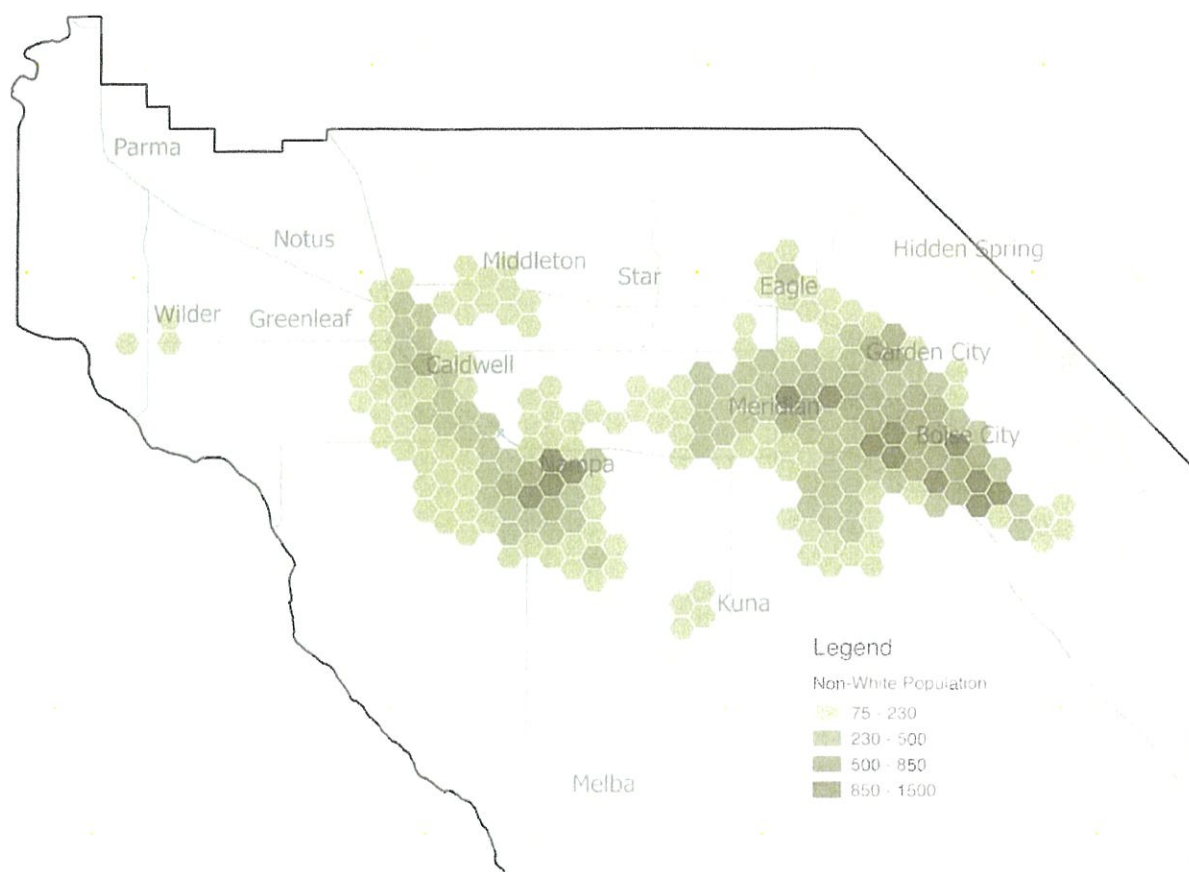 Parma
Notus
Middleton
Hidden Spring
Star
Eagle
Wilder
Greenleaf
Garden City
Caldwell
Meridian
Boise City
Nampa
Kuna
Legend
Non-White Population
75 - 230
230 - 500
500 - 850
850 - 1500
Melba